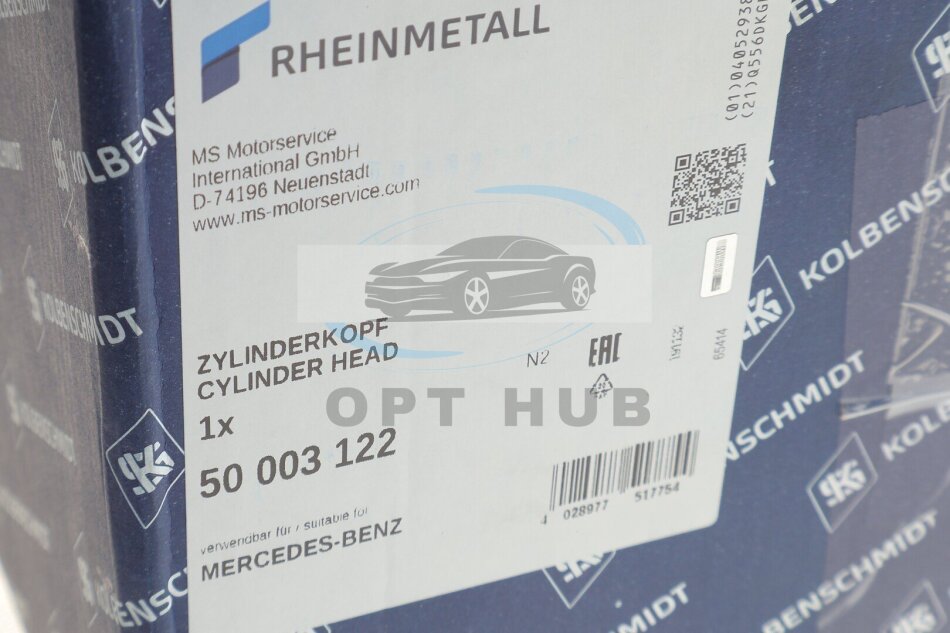 RHEINMETALL
MS Motorservice
International GmbH
D-74196 Neuenstadt
www.ms-motorservice.com
ZYLINDERKOPF
CYLINDER HEAD
1x
50 003 122
verwendbar für / suitable for
MERCEDES-BENZ
N2
EAC
65414
4 028977 517754
OPT HUB
KOLBENSCHMIDT
KOLBENSCHMIDT
KOLBENSCHMIDT